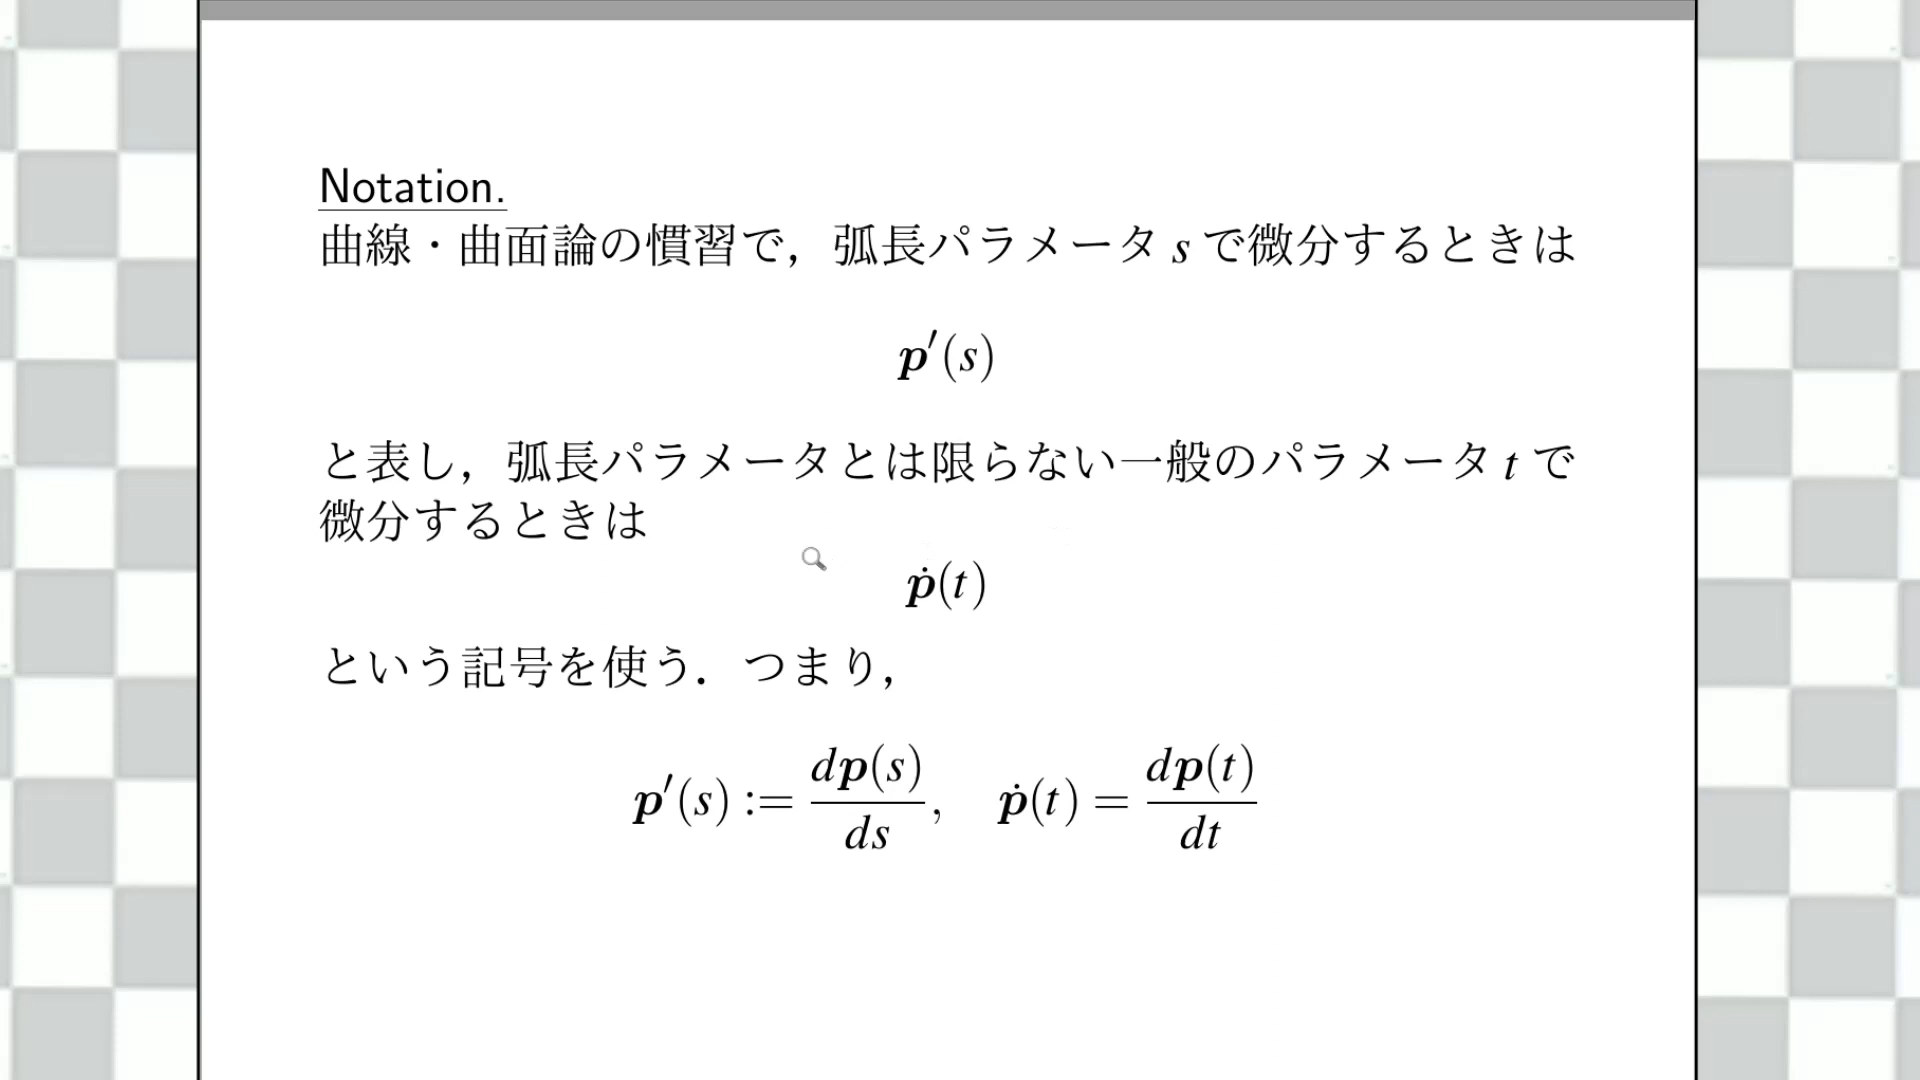 Notation.
曲線・曲面論の慣習で，弧長パラメータ s で微分するときは
p′(s)
と表し，弧長パラメータとは限らない一般のパラメータ t で
微分するときは
ṗ(t)
という記号を使う．つまり，
p′(s) := dp(s)/ds, ṗ(t) = dp(t)/dt